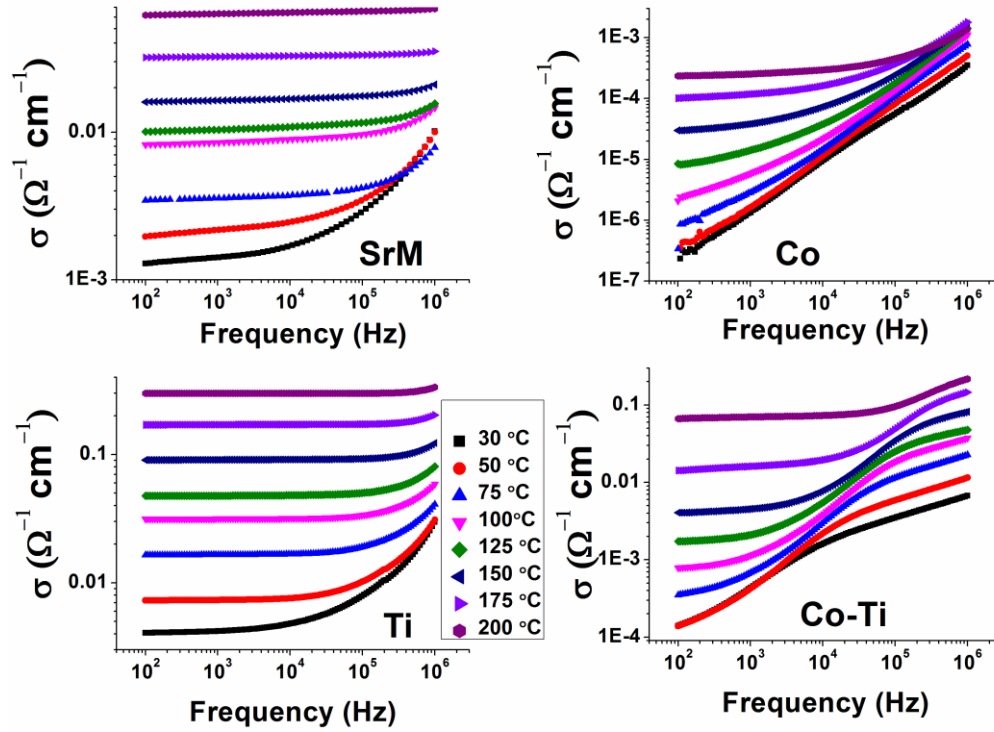 σ (Ω⁻¹ cm⁻¹)
0.01
1E-3
10² 10³ 10⁴ 10⁵ 10⁶
Frequency (Hz)
SrM
σ (Ω⁻¹ cm⁻¹)
1E-3
1E-4
1E-5
1E-6
1E-7
10² 10³ 10⁴ 10⁵ 10⁶
Frequency (Hz)
Co
σ (Ω⁻¹ cm⁻¹)
0.1
0.01
10² 10³ 10⁴ 10⁵ 10⁶
Frequency (Hz)
Ti
30 °C
50 °C
75 °C
100°C
125 °C
150 °C
175 °C
200 °C
σ (Ω⁻¹ cm⁻¹)
0.1
0.01
1E-3
1E-4
10² 10³ 10⁴ 10⁵ 10⁶
Frequency (Hz)
Co-Ti